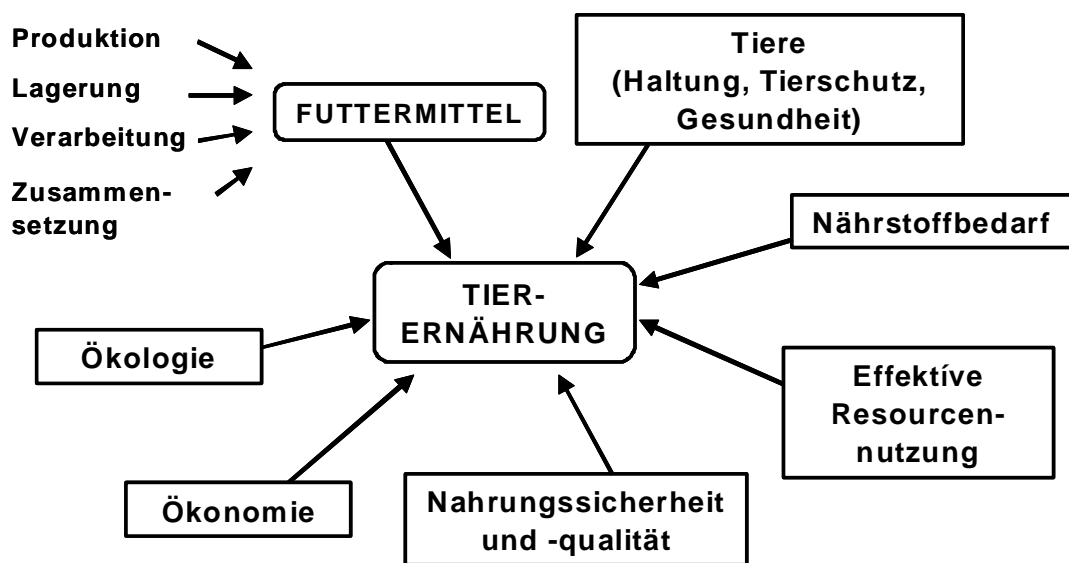 Produktion
Lagerung
Verarbeitung
Zusammen-
setzung
FUTTERMITTEL
Tiere
(Haltung, Tierschutz,
Gesundheit)
Nährstoffbedarf
TIER-
ERNÄHRUNG
Ökologie
Effektíve
Resourcen-
nutzung
Ökonomie
Nahrungssicherheit
und -qualität